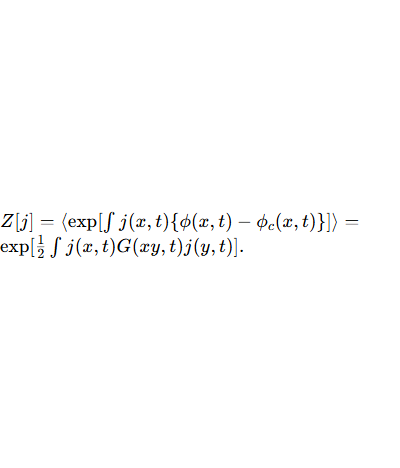 Z[j] = ⟨exp[∫ j(x, t){ϕ(x, t) − ϕ_c(x, t)}]⟩ =
exp[½ ∫ j(x, t)G(xy, t)j(y, t)].